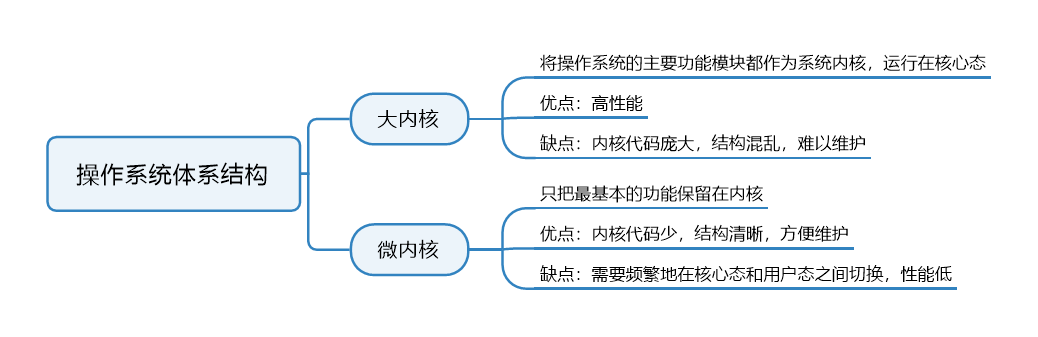 操作系统体系结构
大内核
将操作系统的主要功能模块都作为系统内核，运行在核心态
优点：高性能
缺点：内核代码庞大，结构混乱，难以维护
微内核
只把最基本的功能保留在内核
优点：内核代码少，结构清晰，方便维护
缺点：需要频繁地在核心态和用户态之间切换，性能低